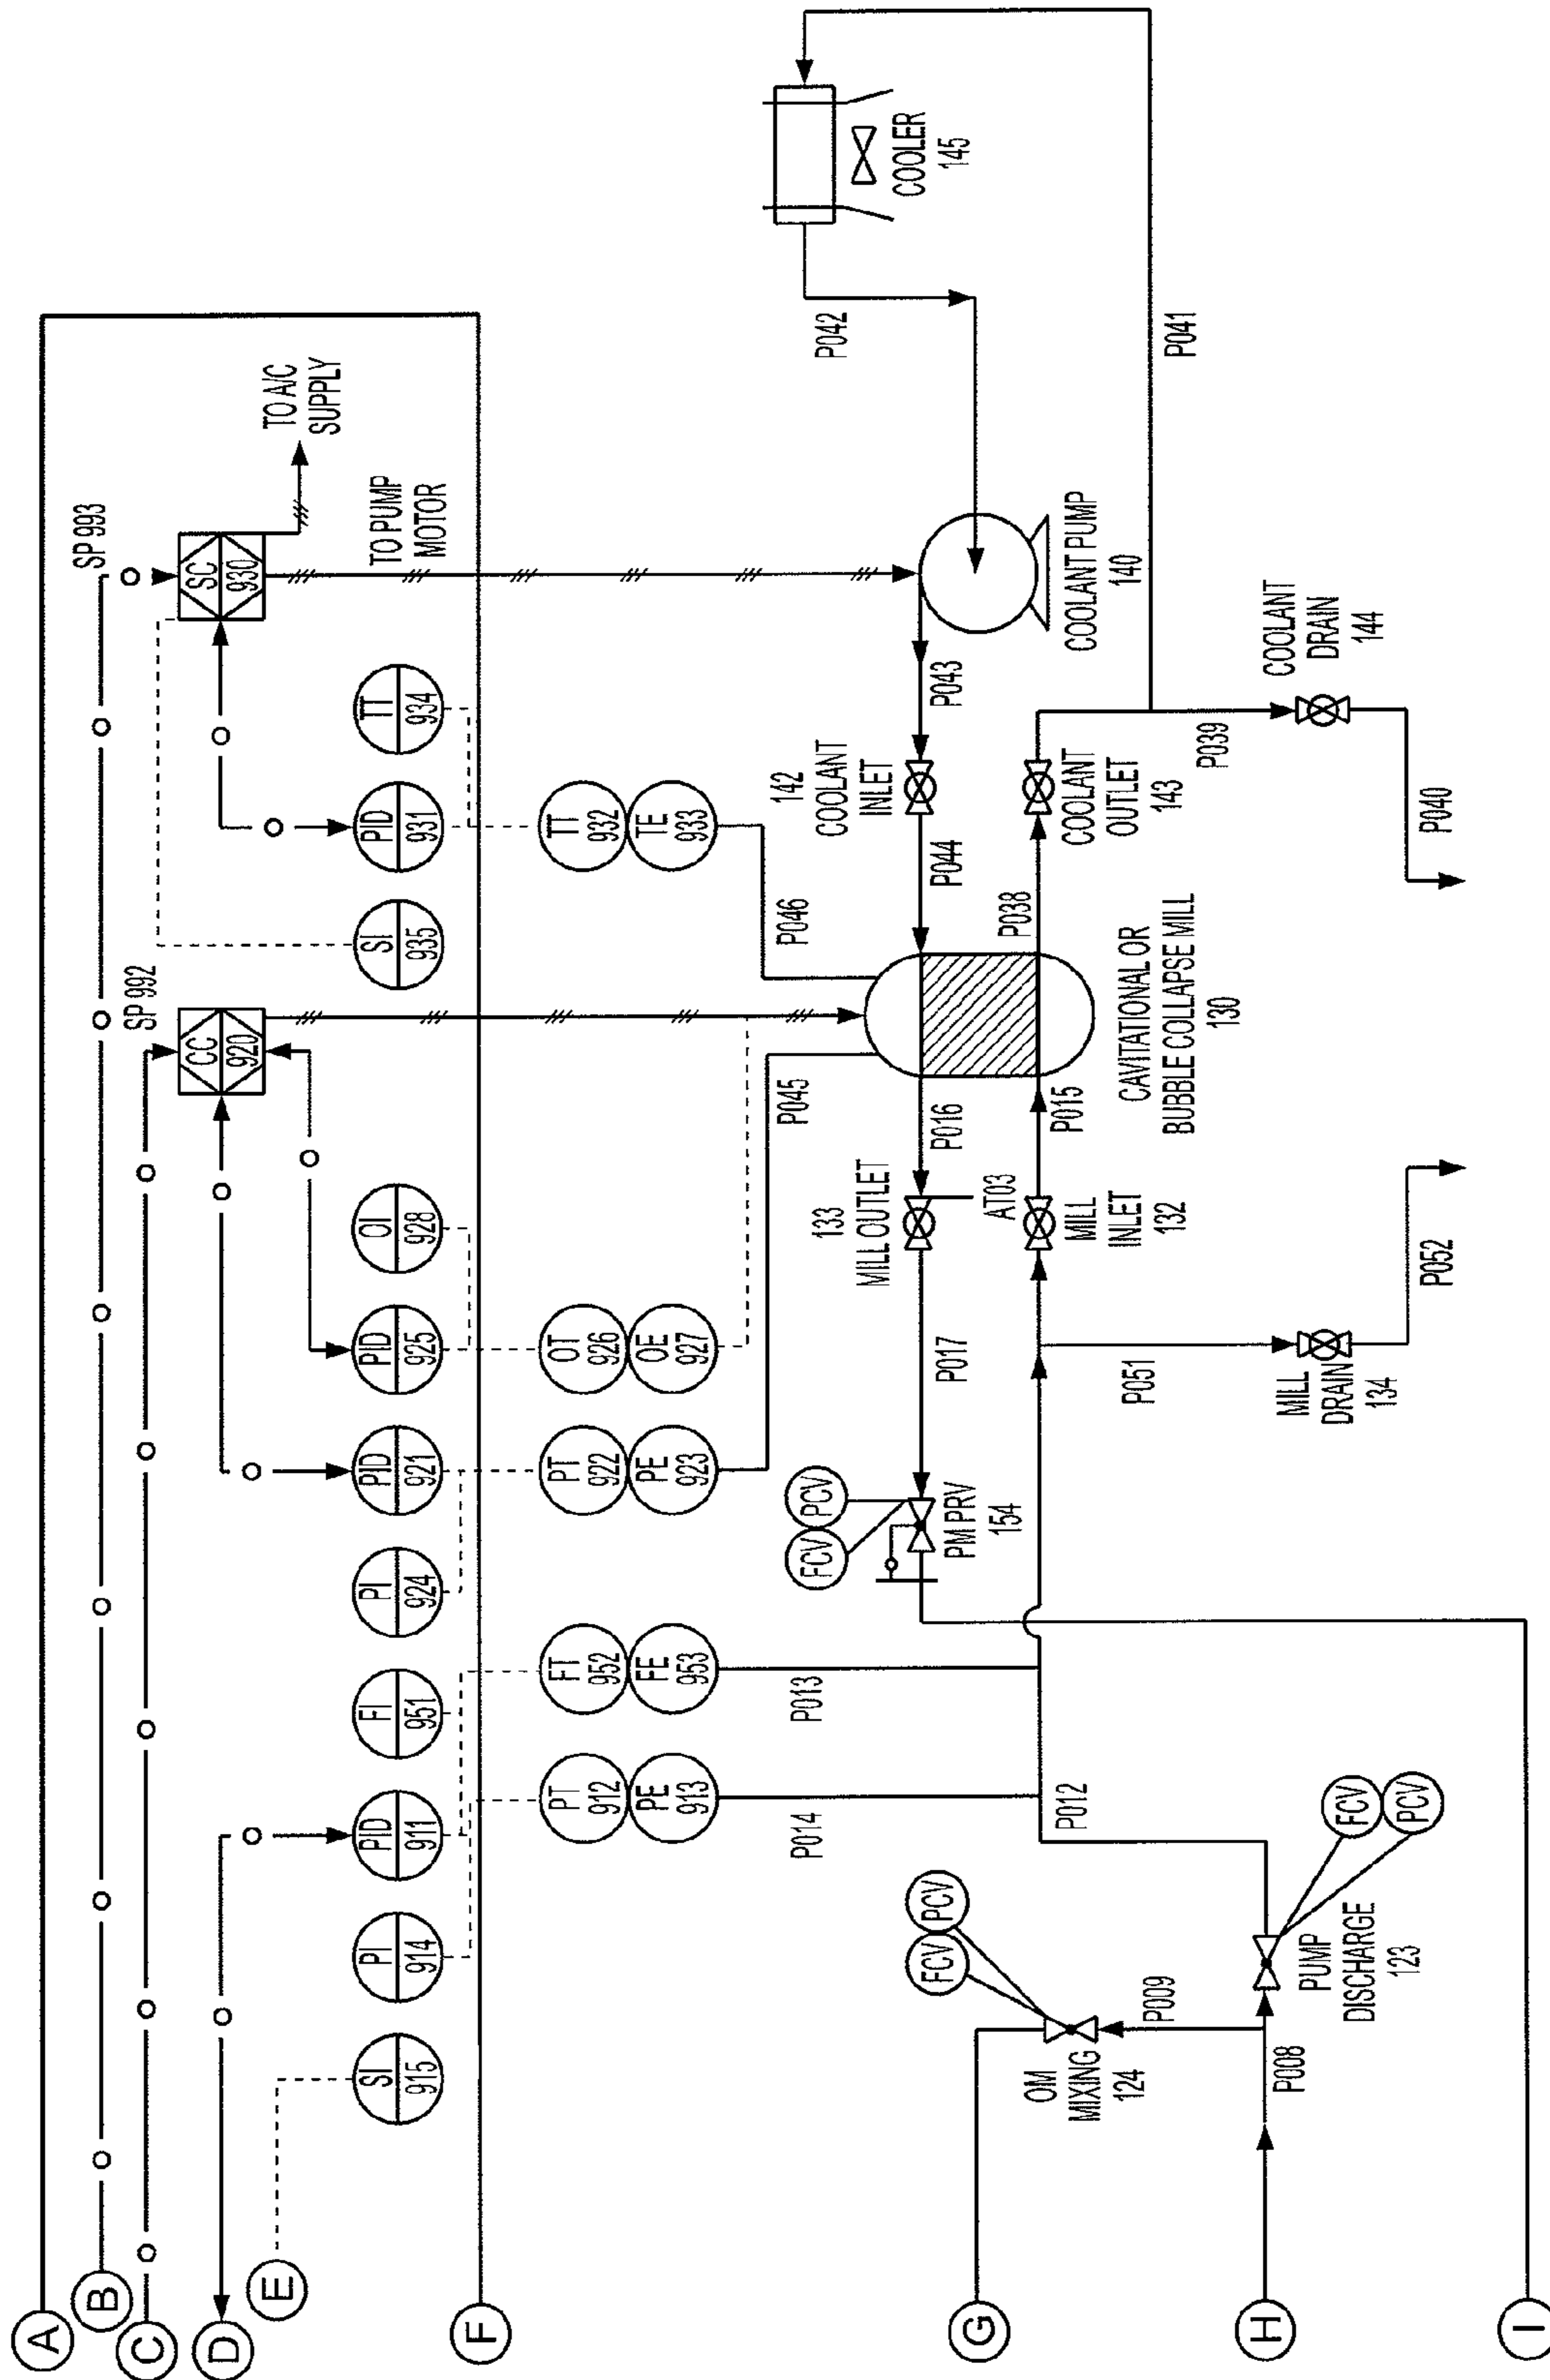 A
B
C
D
E
F
G
H
I
SP 992
SP 993
CC
920
SC
930
TO A/C
SUPPLY
TO PUMP
MOTOR
SI
915
PI
914
PID
911
FI
951
PI
924
PID
921
PID
925
OI
928
SI
935
PID
931
TT
934
PT
912
PE
913
FT
952
FE
953
PT
922
PE
923
OT
926
OE
927
TT
932
TE
933
P014
P013
P045
P046
P042
COOLER
145
FCV
PCV
PM PRV
154
P017
133
MILL OUTLET
P016
AT03
P044
142
COOLANT
INLET
P043
COOLANT PUMP
140
P041
FCV
PCV
OM
MIXING
124
P009
P008
PUMP
DISCHARGE
123
FCV
PCV
P012
MILL
INLET
132
P015
CAVITATIONAL OR
BUBBLE COLLAPSE MILL
130
P038
COOLANT
OUTLET
143
P039
COOLANT
DRAIN
144
P040
P051
MILL
DRAIN
134
P052